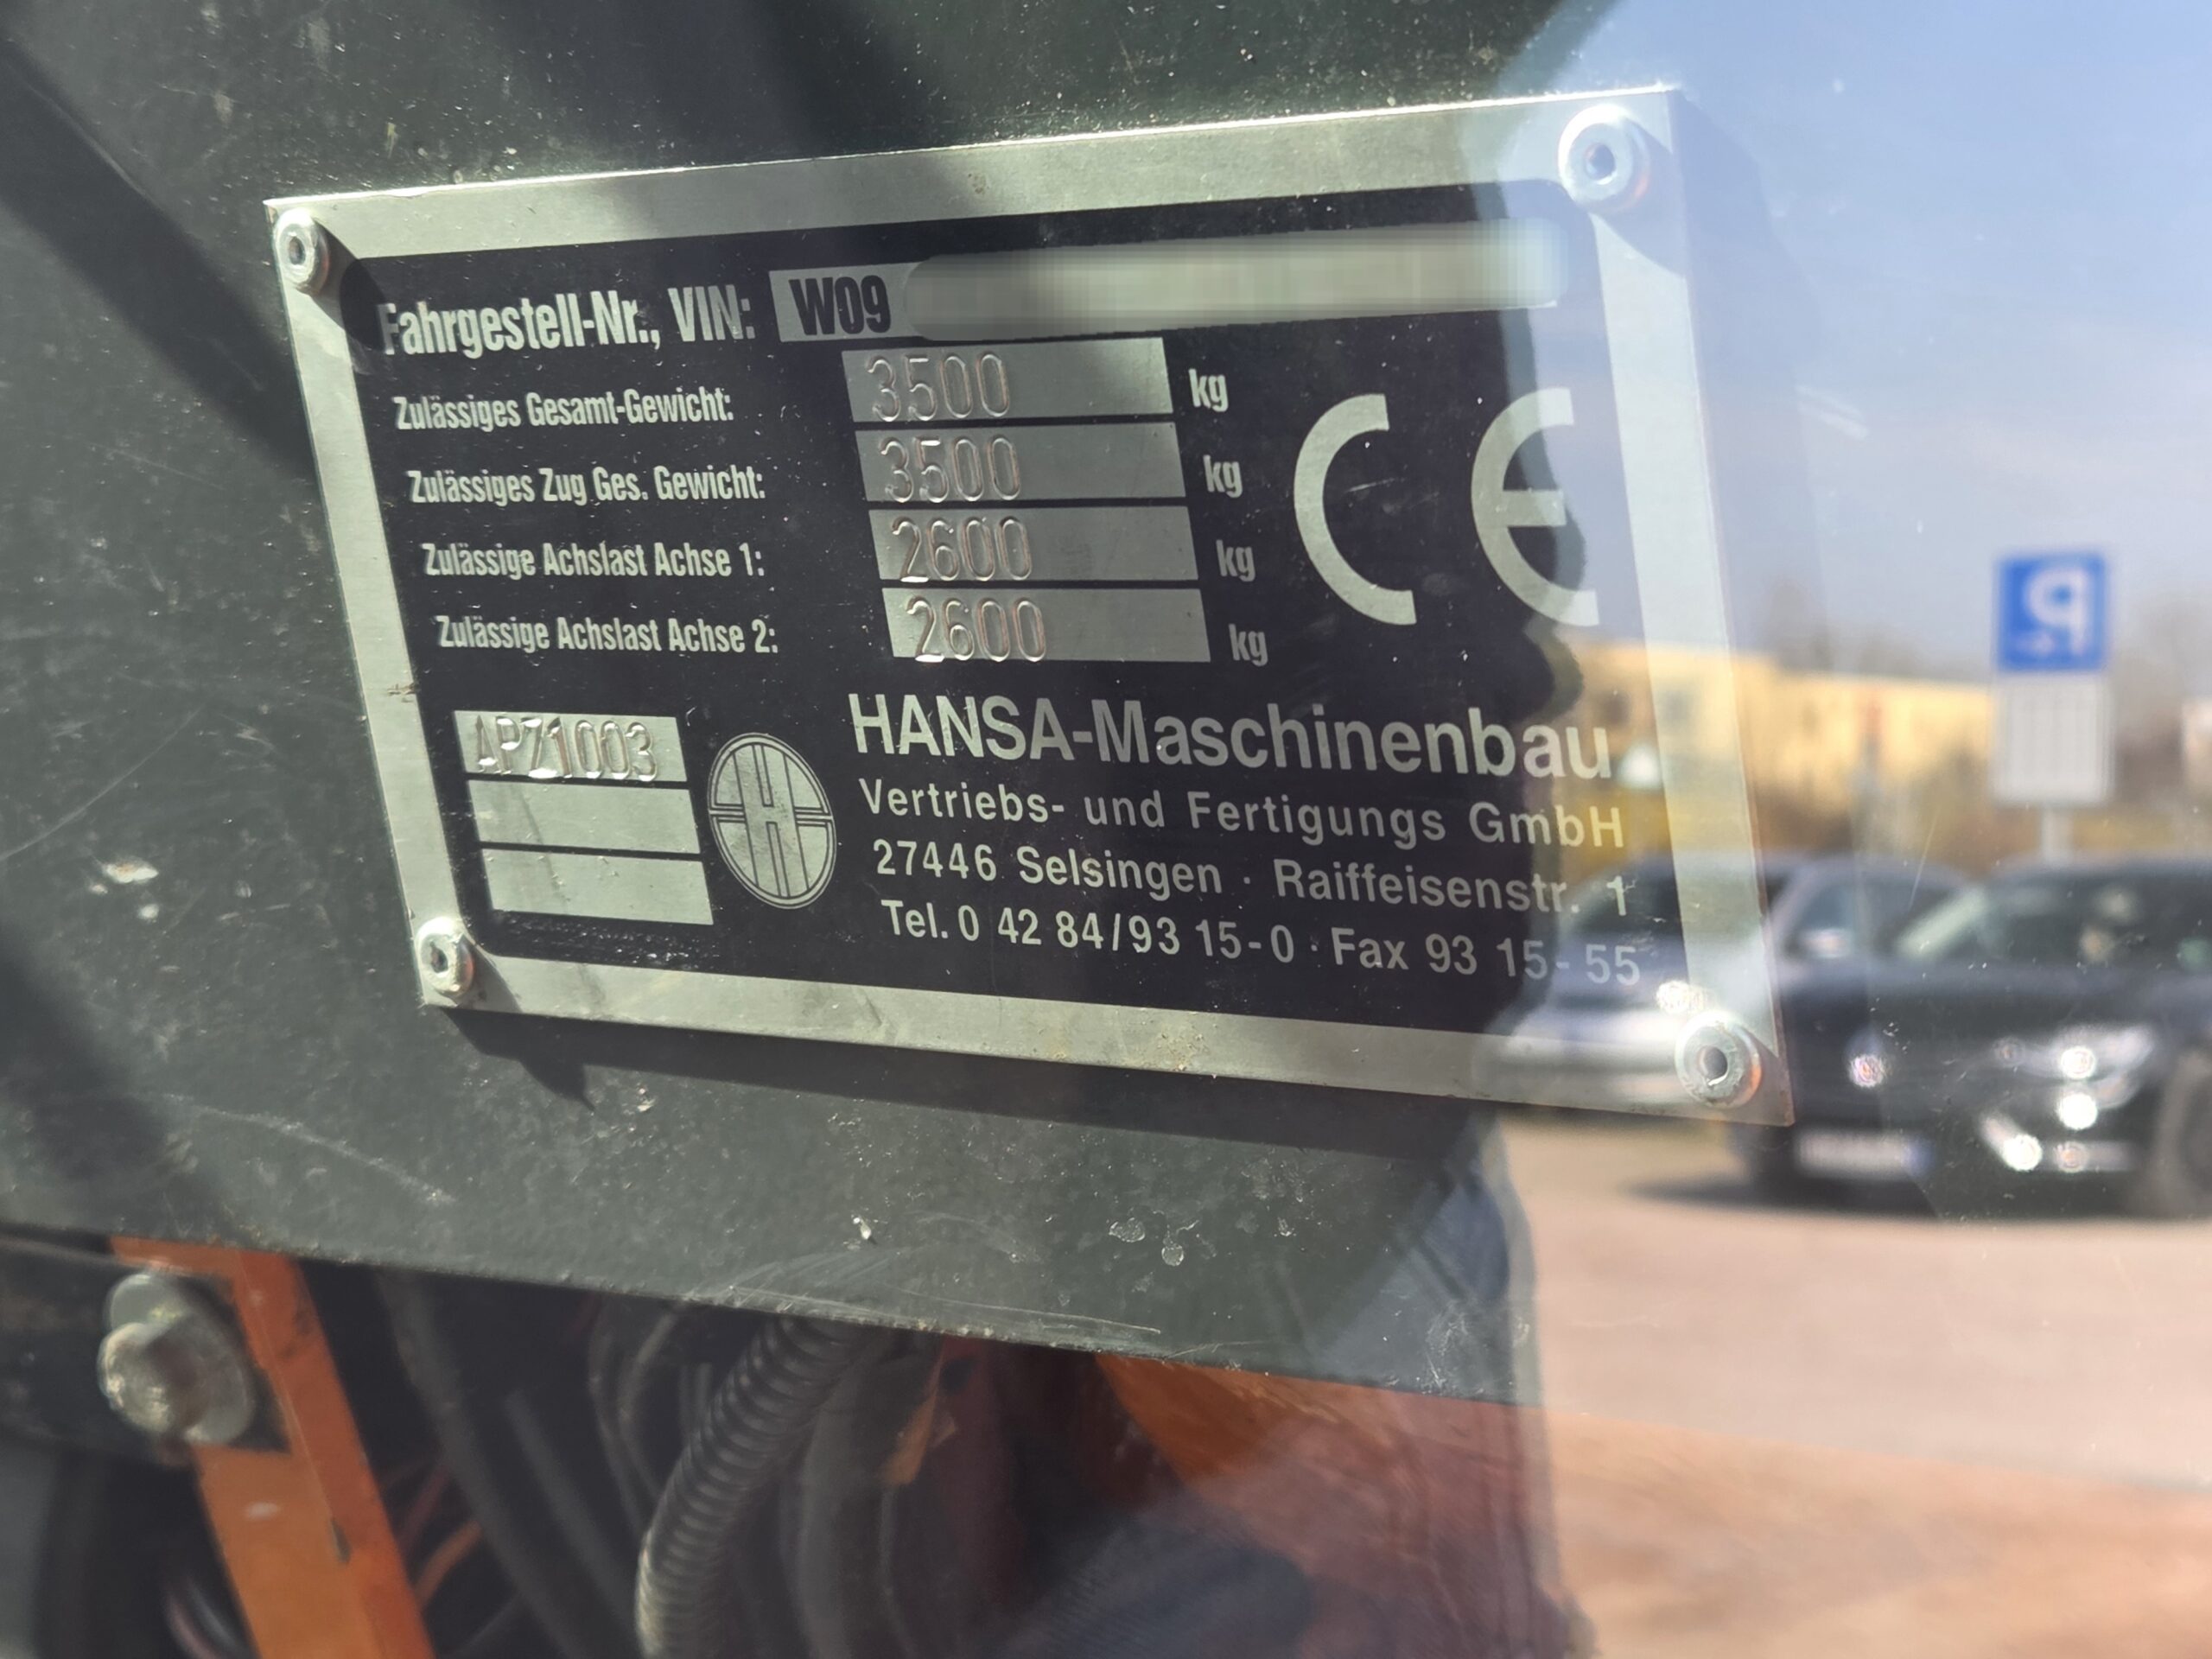 Fahrgestell-Nr., VIN: W09
Zulässiges Gesamt-Gewicht: 3500 kg
Zulässiges Zug Ges. Gewicht: 3500 kg
Zulässige Achslast Achse 1: 2600 kg
Zulässige Achslast Achse 2: 2600 kg
CE
APZ1003
H
HANSA-Maschinenbau
Vertriebs- und Fertigungs GmbH
27446 Selsingen · Raiffeisenstr. 1
Tel. 0 42 84/93 15-0 · Fax 93 15-55
P